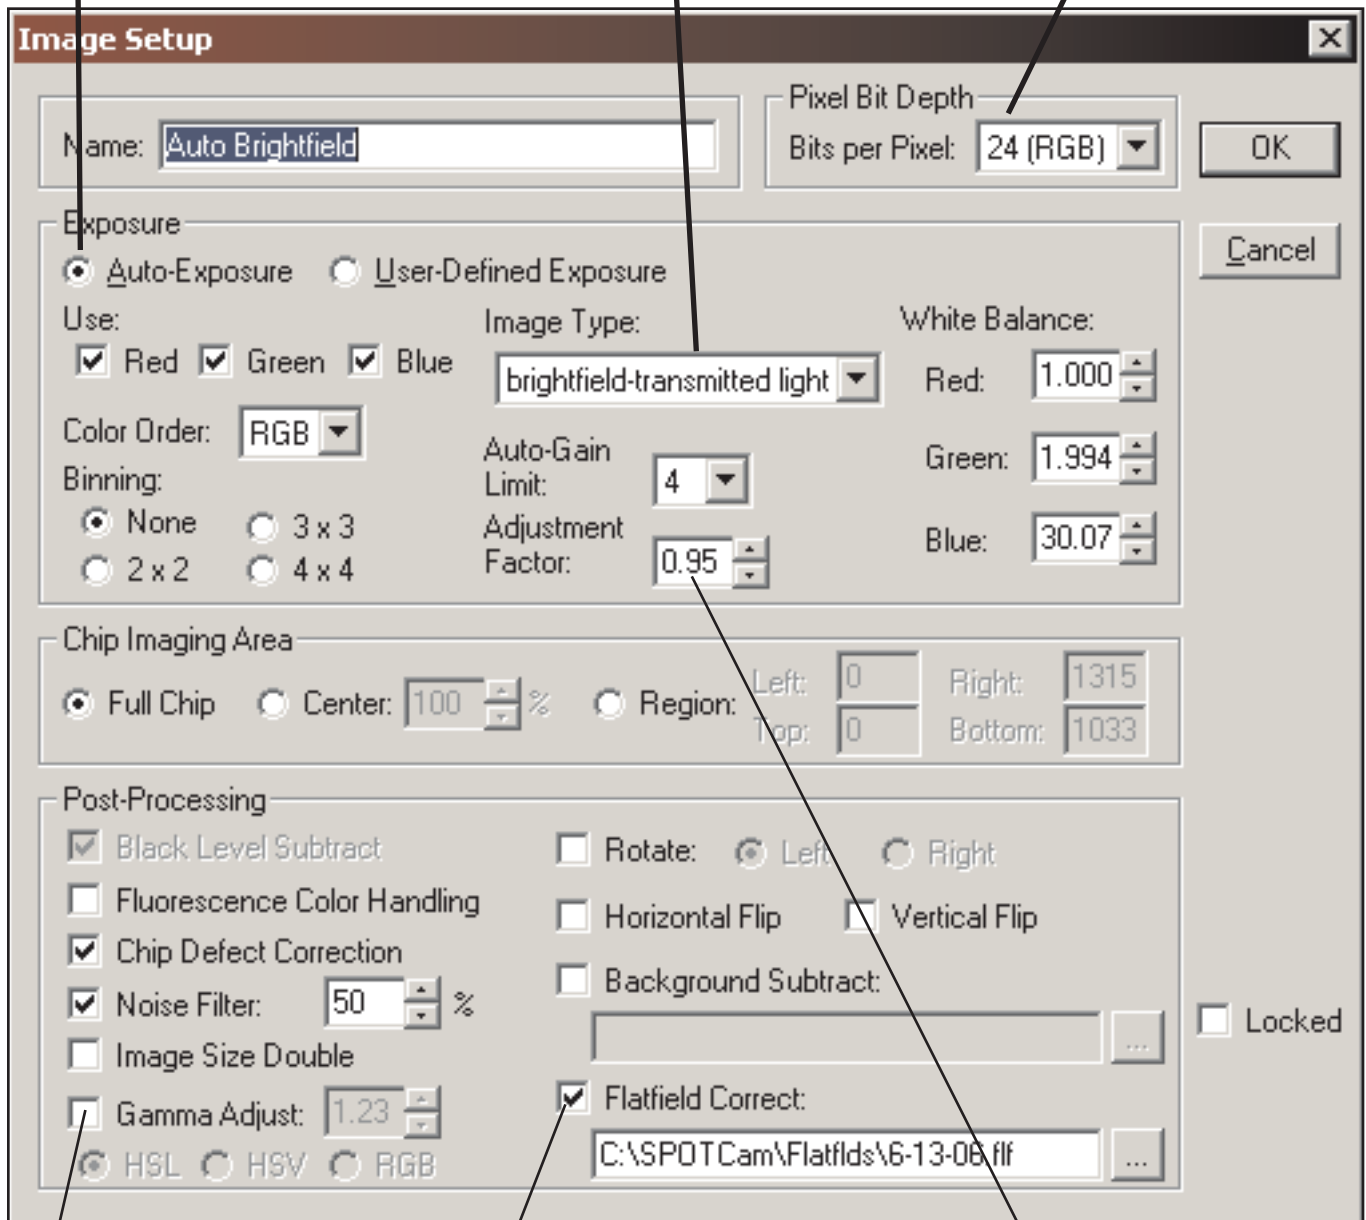 Image Setup
Name: Auto Brightfield
Pixel Bit Depth
Bits per Pixel: 24 (RGB)
OK
Cancel
Exposure
Auto-Exposure User-Defined Exposure
Use:
Red Green Blue
Color Order: RGB
Binning:
None 3 x 3
2 x 2 4 x 4
Image Type:
brightfield-transmitted light
Auto-Gain
Limit: 4
Adjustment
Factor: 0.95
White Balance:
Red: 1.000
Green: 1.994
Blue: 30.07
Chip Imaging Area
Full Chip Center: 100 % Region:
Left: 0 Right: 1315
Top: 0 Bottom: 1033
Post-Processing
Black Level Subtract
Fluorescence Color Handling
Chip Defect Correction
Noise Filter: 50 %
Image Size Double
Gamma Adjust: 1.23
HSL HSV RGB
Rotate: Left Right
Horizontal Flip Vertical Flip
Background Subtract:
...
Flatfield Correct:
C:\SPOTCam\Flatflds\6-13-06.flf ...
Locked